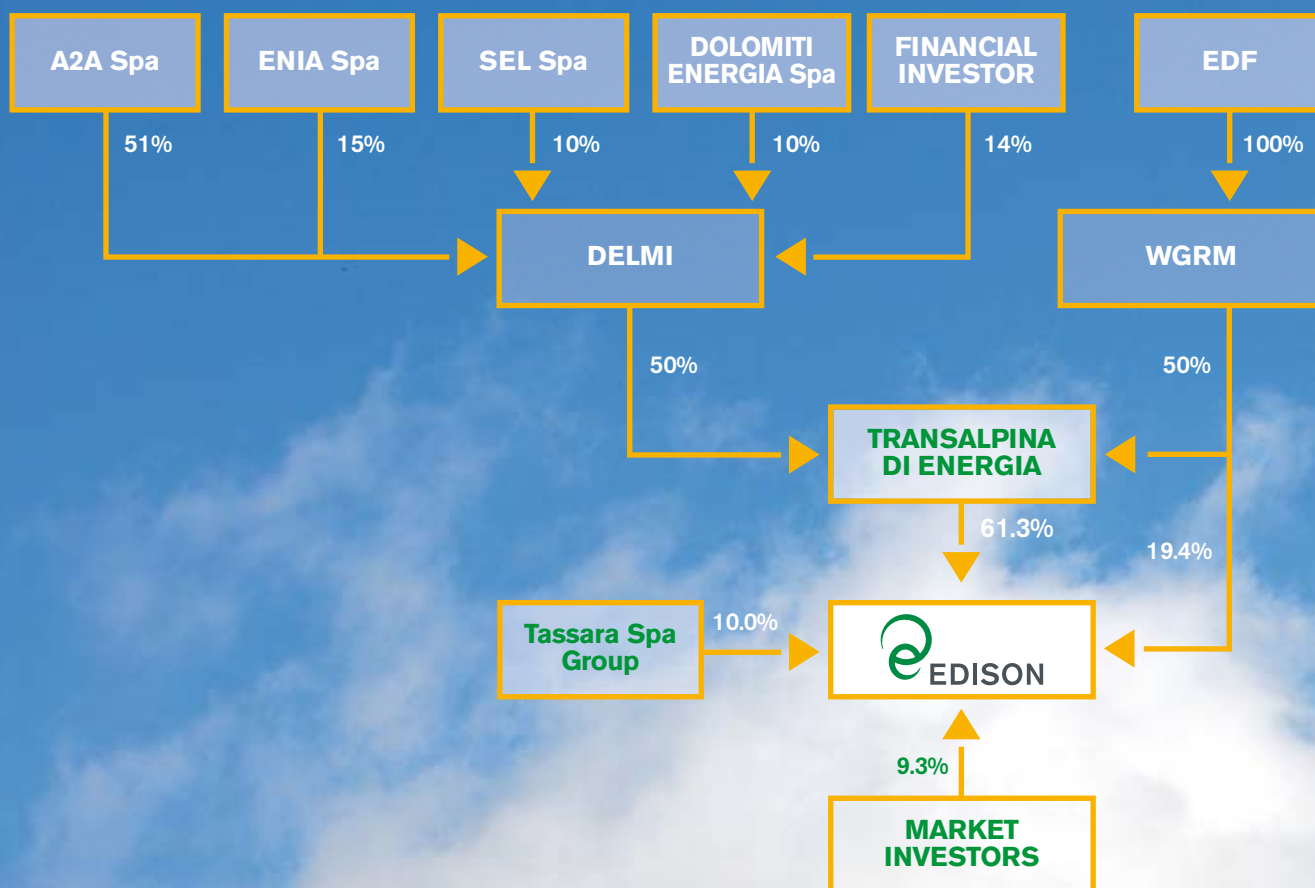 A2A Spa
ENIA Spa
SEL Spa
DOLOMITI
ENERGIA Spa
FINANCIAL
INVESTOR
EDF
51%
15%
10%
10%
14%
100%
DELMI
WGRM
50%
50%
TRANSALPINA
DI ENERGIA
61.3%
19.4%
Tassara Spa
Group
10.0%
EDISON
9.3%
MARKET
INVESTORS